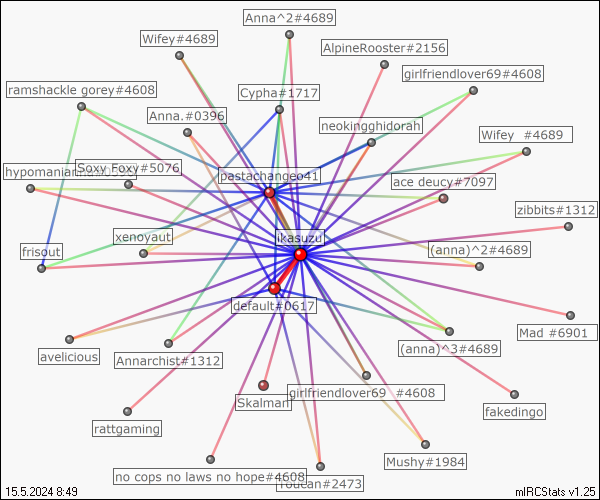 Anna^2#4689
Wifey#4689
AlpineRooster#2156
girlfriendlover69#4608
ramshackle gorey#4608
Cypha#1717
Anna.#0396
neokingghidorah
Wifey  #4689
Soxy Foxy#5076
hypomanian
pastachangeo41
ace deucy#7097
zibbits#1312
xenoyaut
ikasuzu
(anna)^2#4689
frisout
default#0617
Mad #6901
avelicious
Annarchist#1312
(anna)^3#4689
girlfriendlover69  #4608
Skalman
fakedingo
rattgaming
Mushy#1984
no cops no laws no hope#4608
Toucan#2473
15.5.2024 8:49
mIRCStats v1.25